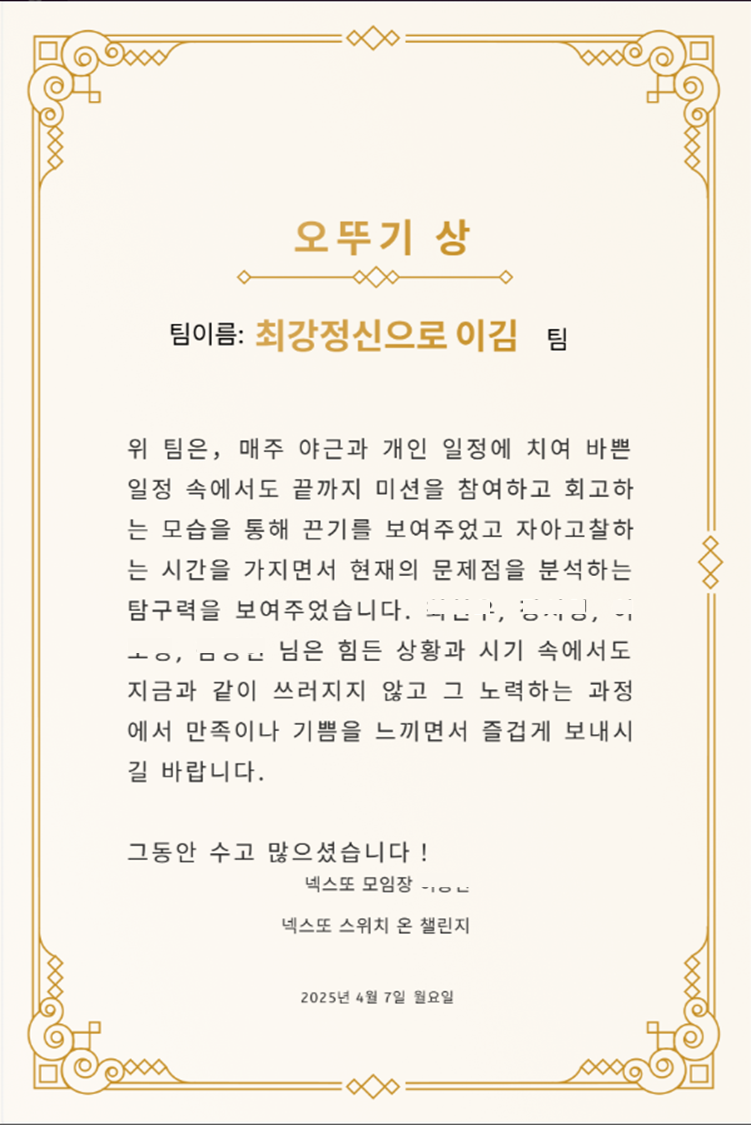 오뚜기 상
팀이름: 최강정신으로 이김 팀
위 팀은, 매주 야근과 개인 일정에 치여 바쁜
일정 속에서도 끝까지 미션을 참여하고 회고하
는 모습을 통해 끈기를 보여주었고 자아고찰하
는 시간을 가지면서 현재의 문제점을 분석하는
탐구력을 보여주었습니다.
님은 힘든 상황과 시기 속에서도
지금과 같이 쓰러지지 않고 그 노력하는 과정
에서 만족이나 기쁨을 느끼면서 즐겁게 보내시
길 바랍니다.
그동안 수고 많으셨습니다 !
넥스또 모임장
넥스또 스위치 온 챌린지
2025년 4월 7일 월요일